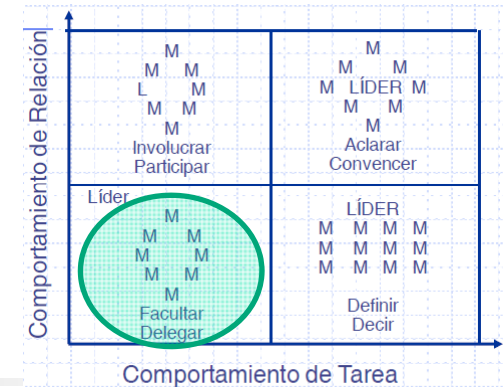 Comportamiento de Relación
M
M M
L M
M M
M
Involucrar
Participar
M
M M
M LÍDER M
M M
M
Aclarar
Convencer
Líder
M
M M
M M
M M
M
Facultar
Delegar
LÍDER
M M M M
M M M M
M M M M
Definir
Decir
Comportamiento de Tarea